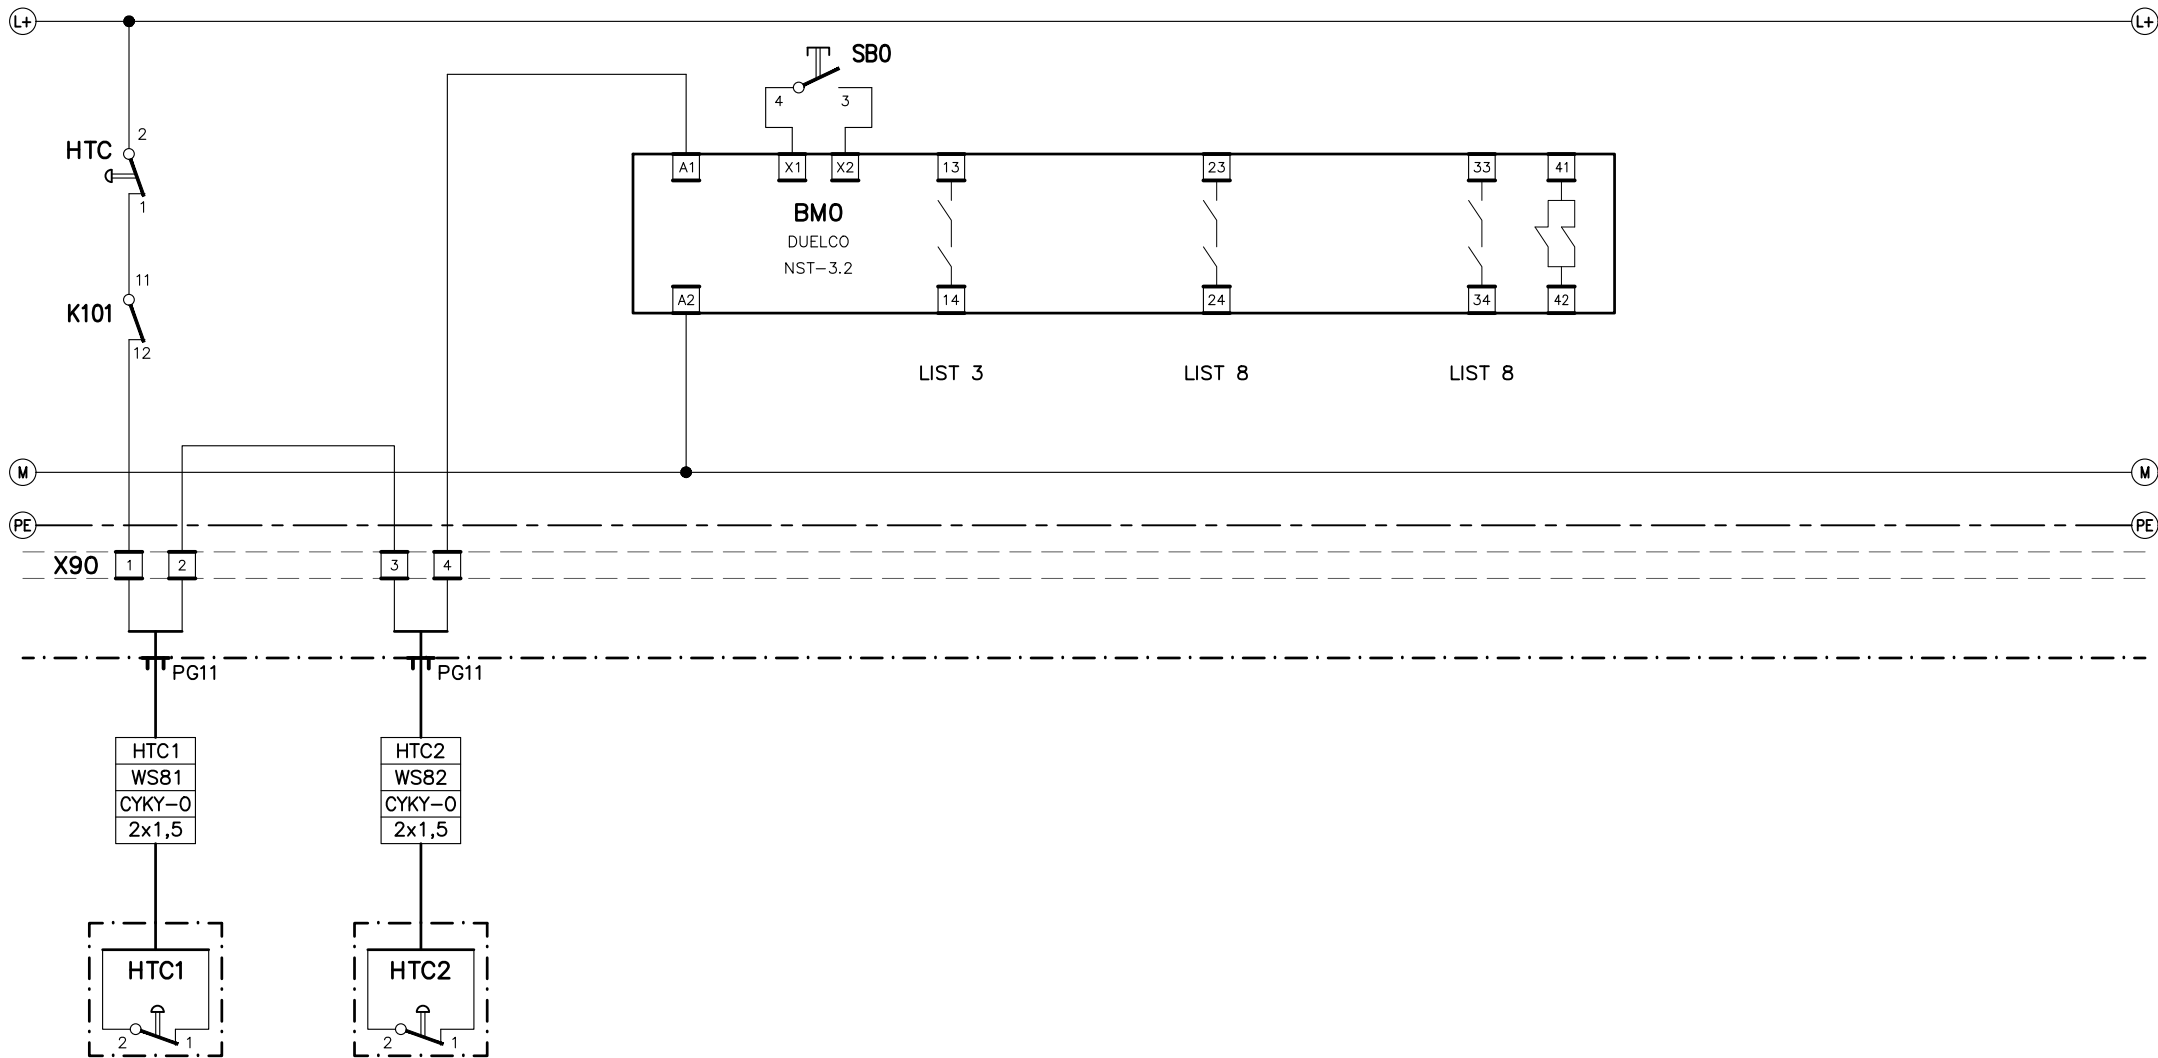 L+
L+
SB0
4
3
2
HTC
1
A1
X1
X2
13
23
33
41
BM0
DUELCO
NST-3.2
11
K101
12
A2
14
24
34
42
LIST 3
LIST 8
LIST 8
M
M
PE
PE
X90
1
2
3
4
PG11
PG11
HTC1
WS81
CYKY-O
2x1,5
HTC2
WS82
CYKY-O
2x1,5
HTC1
2
1
HTC2
2
1